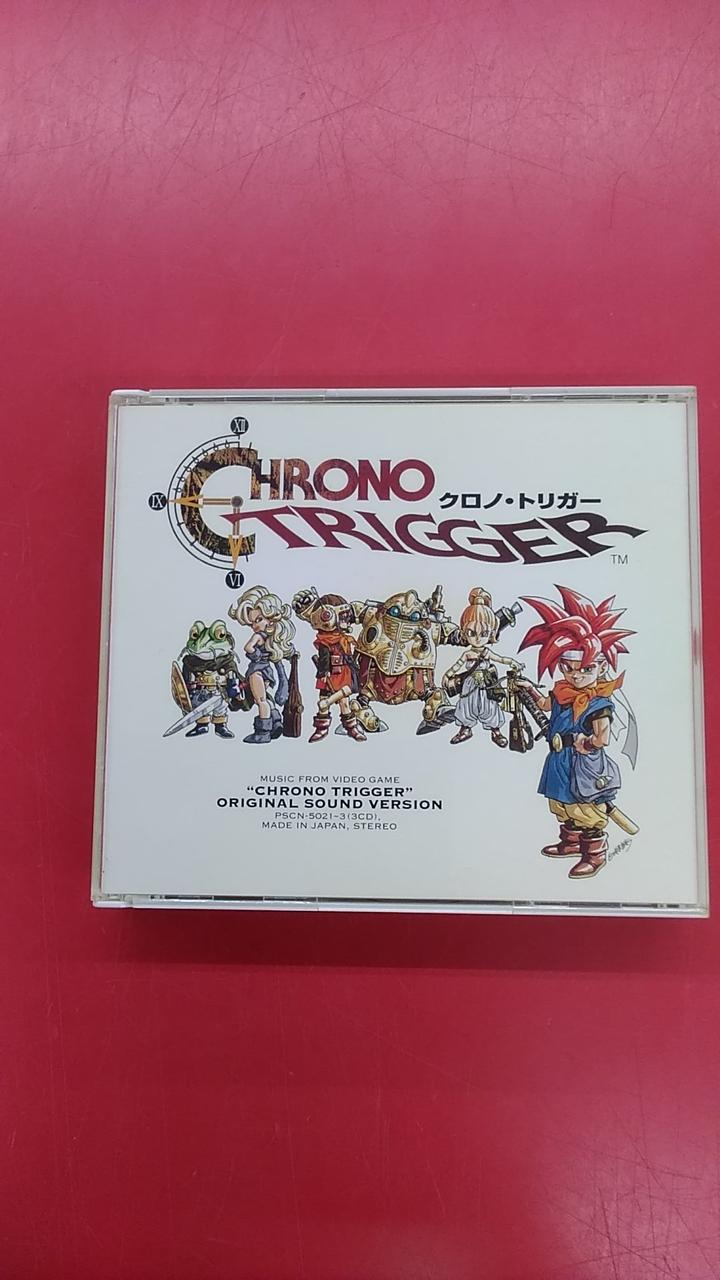 XII
IX
VI
CHRONO
クロノ・トリガー
TRIGGER
TM
MUSIC FROM VIDEO GAME
“CHRONO TRIGGER”
ORIGINAL SOUND VERSION
PSCN-5021~3(3CD),
MADE IN JAPAN, STEREO